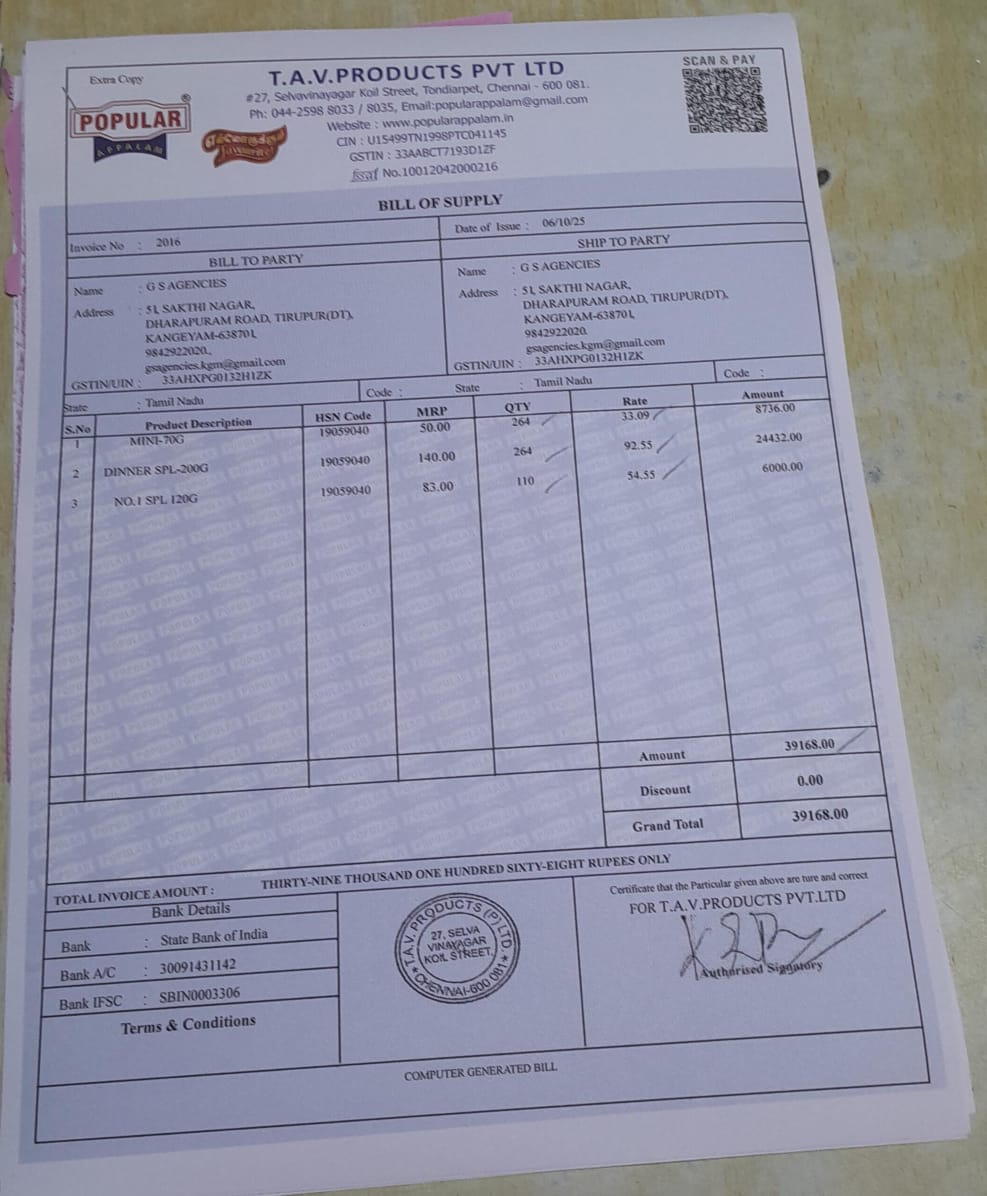 Extra Copy
POPULAR
®
APPALAM
T.A.V.PRODUCTS PVT LTD
#27, Selvavinayagar Koil Street, Tondiarpet, Chennai - 600 081.
Ph: 044-2598 8033 / 8035, Email:popularappalam@gmail.com
Website : www.popularappalam.in
CIN : U15499TN1998PTC041145
GSTIN : 33AABCT7193D1ZF
fssai No.10012042000216
SCAN & PAY
BILL OF SUPPLY
Invoice No : 2016
Date of Issue : 06/10/25
BILL TO PARTY
Name : G S AGENCIES
Address : 51, SAKTHI NAGAR,
DHARAPURAM ROAD, TIRUPUR(DT),
KANGEYAM-638701,
9842922020.,
gsagencies.kgm@gmail.com
GSTIN/UIN : 33AHXPG0132H1ZK
State : Tamil Nadu Code :
SHIP TO PARTY
Name : G S AGENCIES
Address : 51, SAKTHI NAGAR,
DHARAPURAM ROAD, TIRUPUR(DT),
KANGEYAM-638701,
9842922020.
gsagencies.kgm@gmail.com
GSTIN/UIN : 33AHXPG0132H1ZK
State : Tamil Nadu Code :
S.No Product Description HSN Code MRP QTY Rate Amount
1 MINI-70G 19059040 50.00 264 33.09 8736.00
2 DINNER SPL-200G 19059040 140.00 264 92.55 24432.00
3 NO.1 SPL 120G 19059040 83.00 110 54.55 6000.00
Amount 39168.00
Discount 0.00
Grand Total 39168.00
TOTAL INVOICE AMOUNT : THIRTY-NINE THOUSAND ONE HUNDRED SIXTY-EIGHT RUPEES ONLY
Bank Details
Bank : State Bank of India
Bank A/C : 30091431142
Bank IFSC : SBIN0003306
Terms & Conditions
T.A.V. PRODUCTS (P) LTD.
27, SELVA
VINAYAGAR
KOIL STREET,
★ CHENNAI-600 081 ★
Certificate that the Particular given above are ture and correct
FOR T.A.V.PRODUCTS PVT.LTD
Authorised Signatory
COMPUTER GENERATED BILL